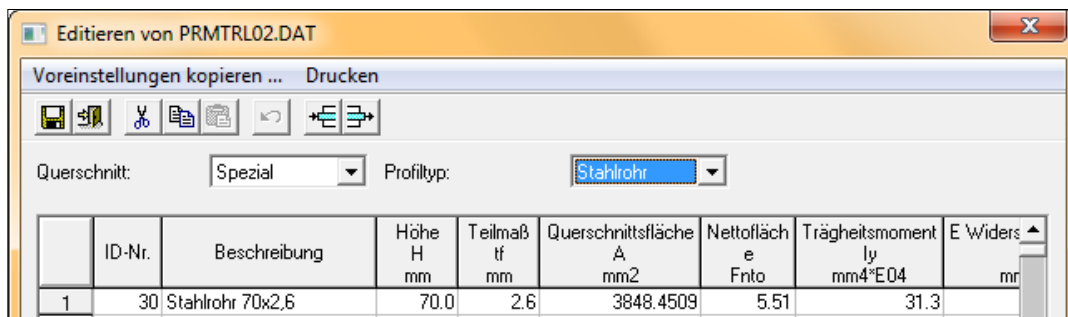 Editieren von PRMTRL02.DAT
Voreinstellungen kopieren ... Drucken
Querschnitt: Spezial Profiltyp: Stahlrohr
Höhe Teilmaß Querschnittsfläche Nettofläch Trägheitsmoment E Widers
ID-Nr. Beschreibung H tf A e Iy
mm mm mm2 Fnto mm4*E04
1 30 Stahlrohr 70x2,6 70.0 2.6 3848.4509 5.51 31.3